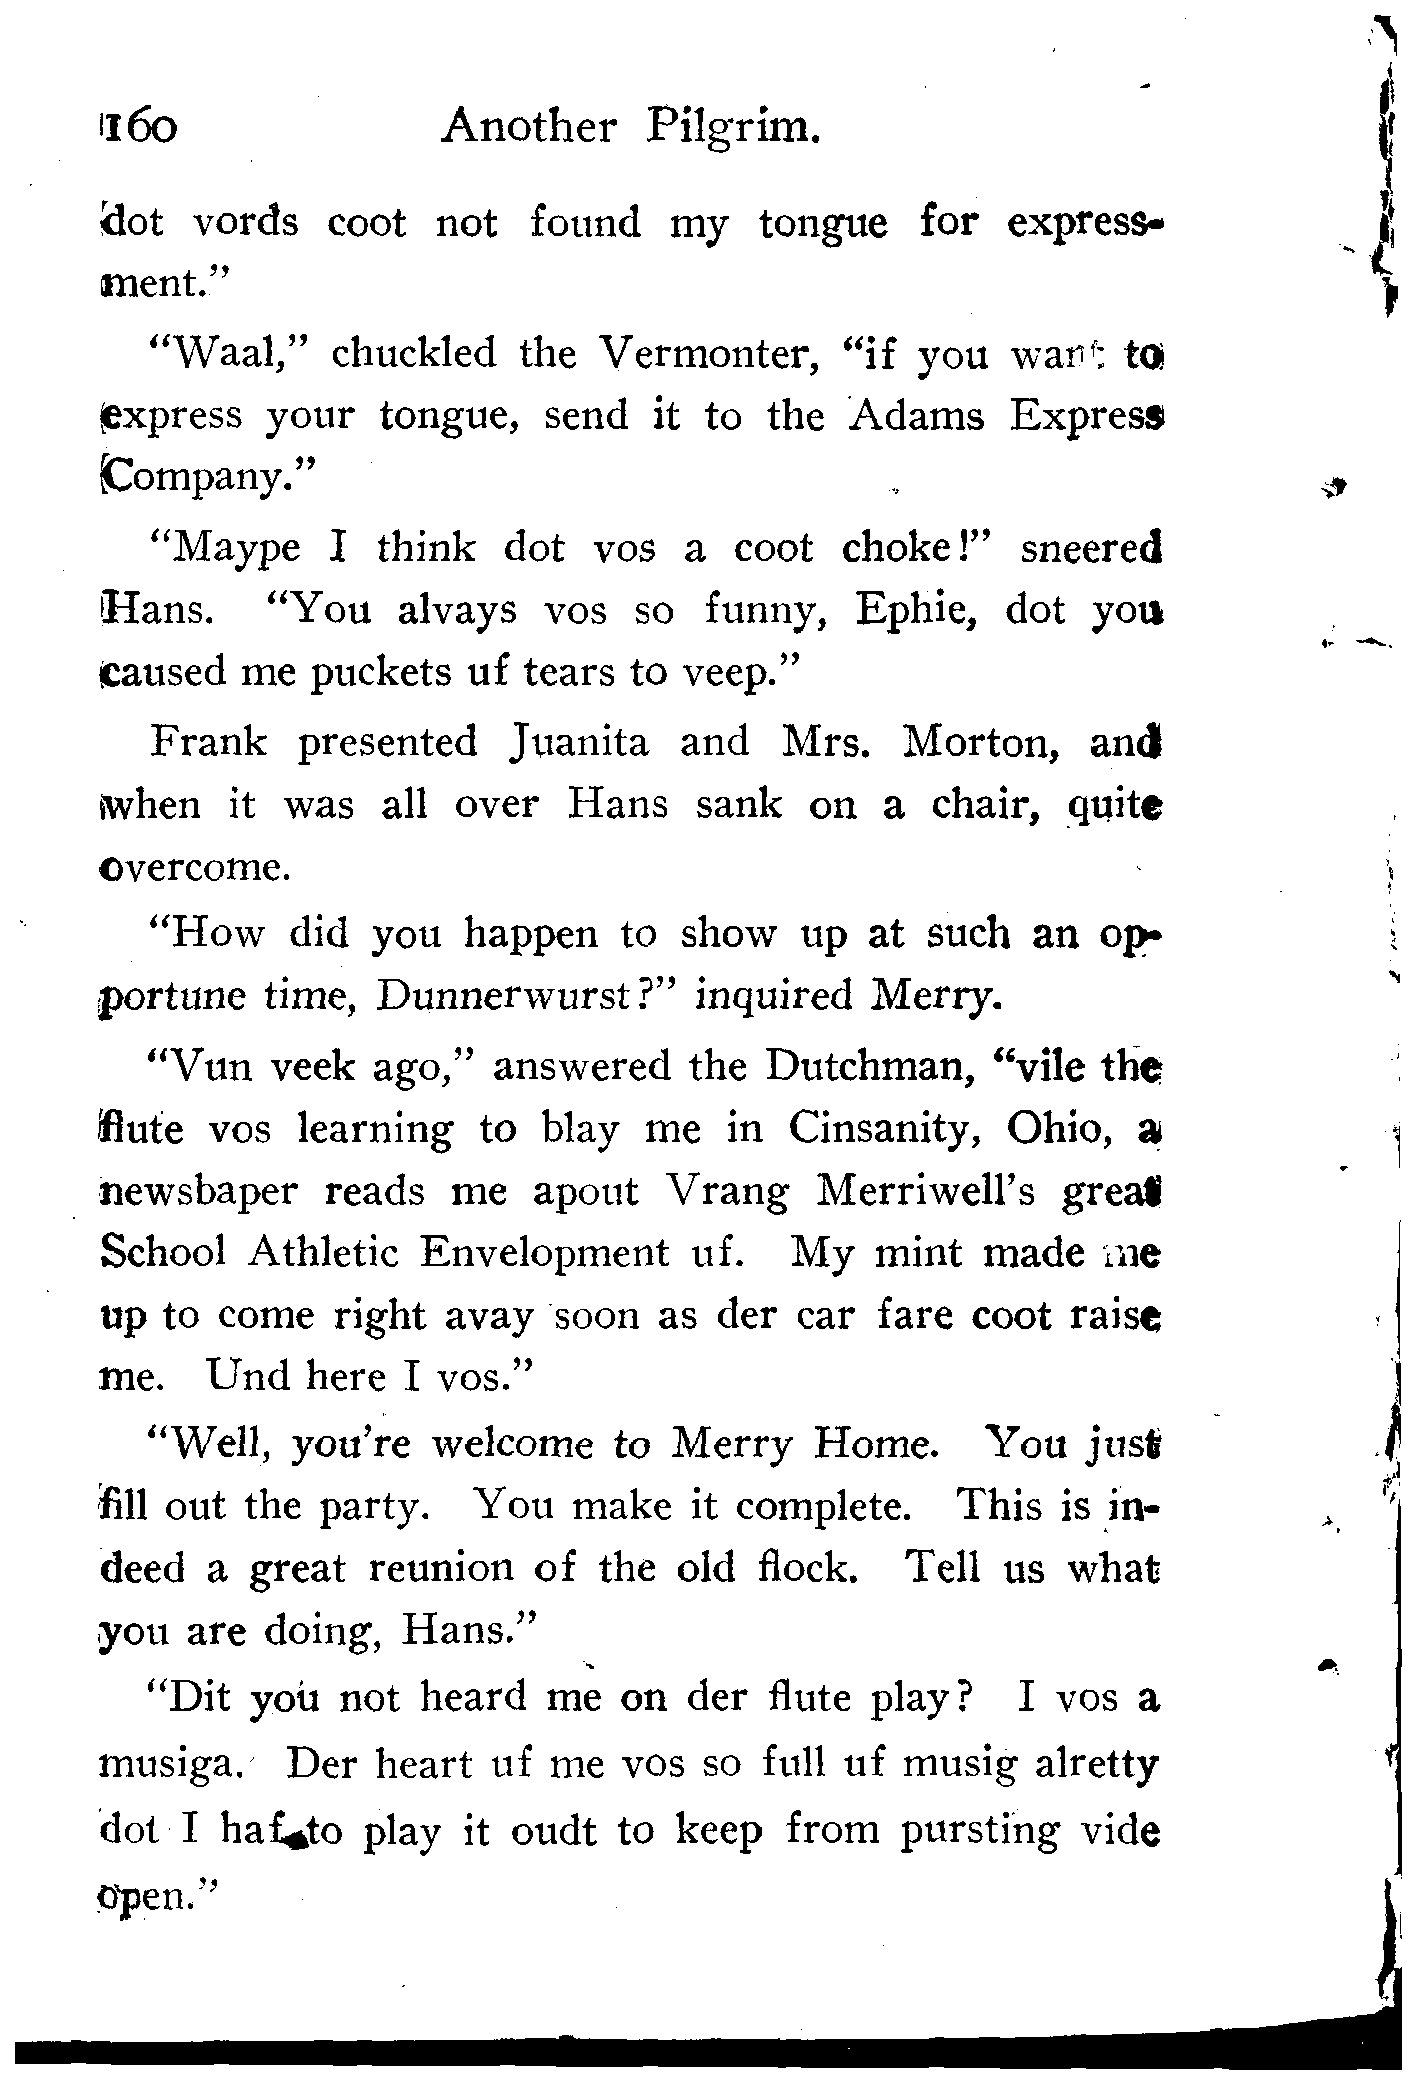 160 Another Pilgrim.
dot vords coot not found my tongue for express-
ment."
"Waal," chuckled the Vermonter, "if you want to
express your tongue, send it to the Adams Express
Company."
"Maype I think dot vos a coot choke!" sneered
Hans. "You alvays vos so funny, Ephie, dot you
caused me puckets uf tears to veep."
Frank presented Juanita and Mrs. Morton, and
when it was all over Hans sank on a chair, quite
overcome.
"How did you happen to show up at such an op-
portune time, Dunnerwurst?" inquired Merry.
"Vun veek ago," answered the Dutchman, "vile the
flute vos learning to blay me in Cinsanity, Ohio, a
newsbaper reads me apout Vrang Merriwell's great
School Athletic Envelopment uf. My mint made me
up to come right avay soon as der car fare coot raise
me. Und here I vos."
"Well, you're welcome to Merry Home. You just
fill out the party. You make it complete. This is in-
deed a great reunion of the old flock. Tell us what
you are doing, Hans."
"Dit you not heard me on der flute play? I vos a
musiga. Der heart uf me vos so full uf musig alretty
dot I haf to play it oudt to keep from pursting vide
open."